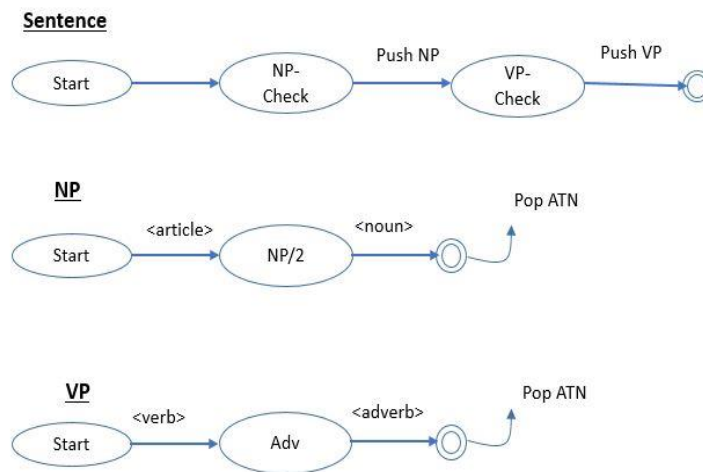 Sentence
Start
NP-
Check
Push NP
VP-
Check
Push VP
NP
Start
<article>
NP/2
<noun>
Pop ATN
VP
Start
<verb>
Adv
<adverb>
Pop ATN